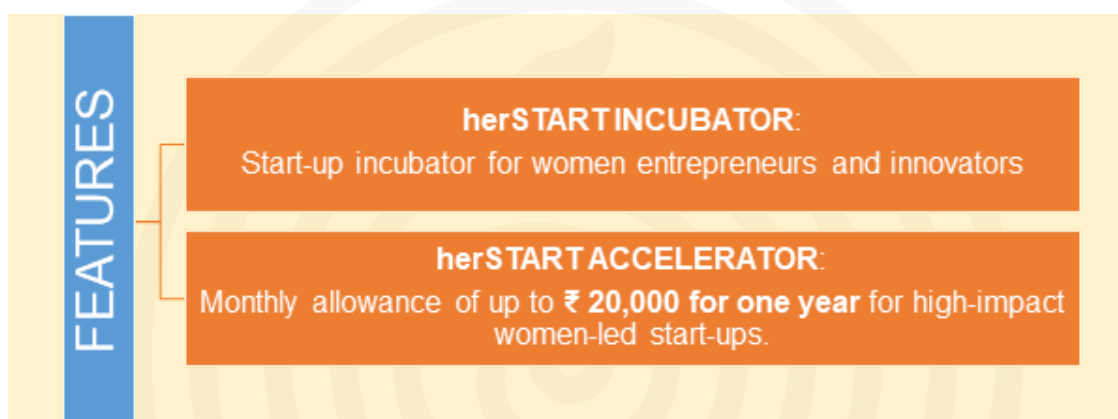 FEATURES
herSTART INCUBATOR:
Start-up incubator for women entrepreneurs and innovators
herSTART ACCELERATOR:
Monthly allowance of up to ₹ 20,000 for one year for high-impact
women-led start-ups.